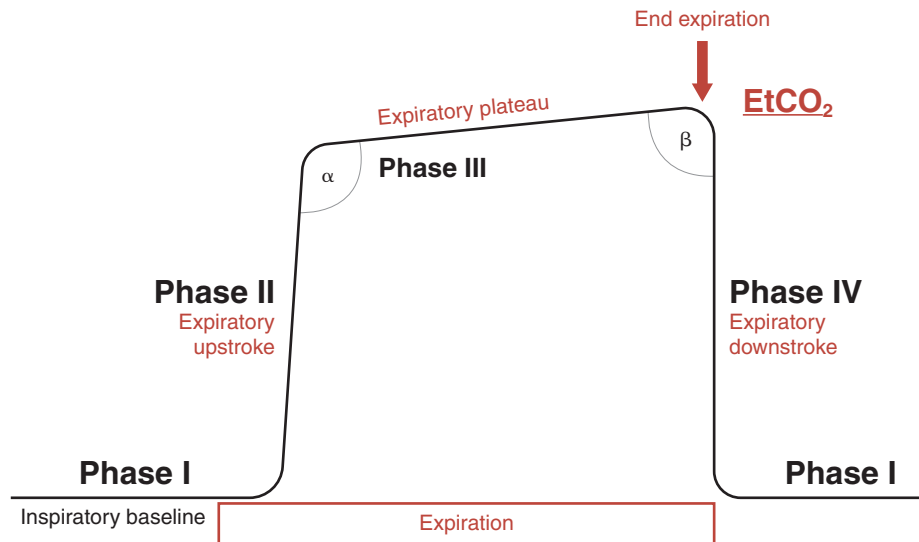 End expiration
EtCO₂
Expiratory plateau
Phase III
α
β
Phase II
Expiratory
upstroke
Phase IV
Expiratory
downstroke
Phase I
Phase I
Inspiratory baseline
Expiration